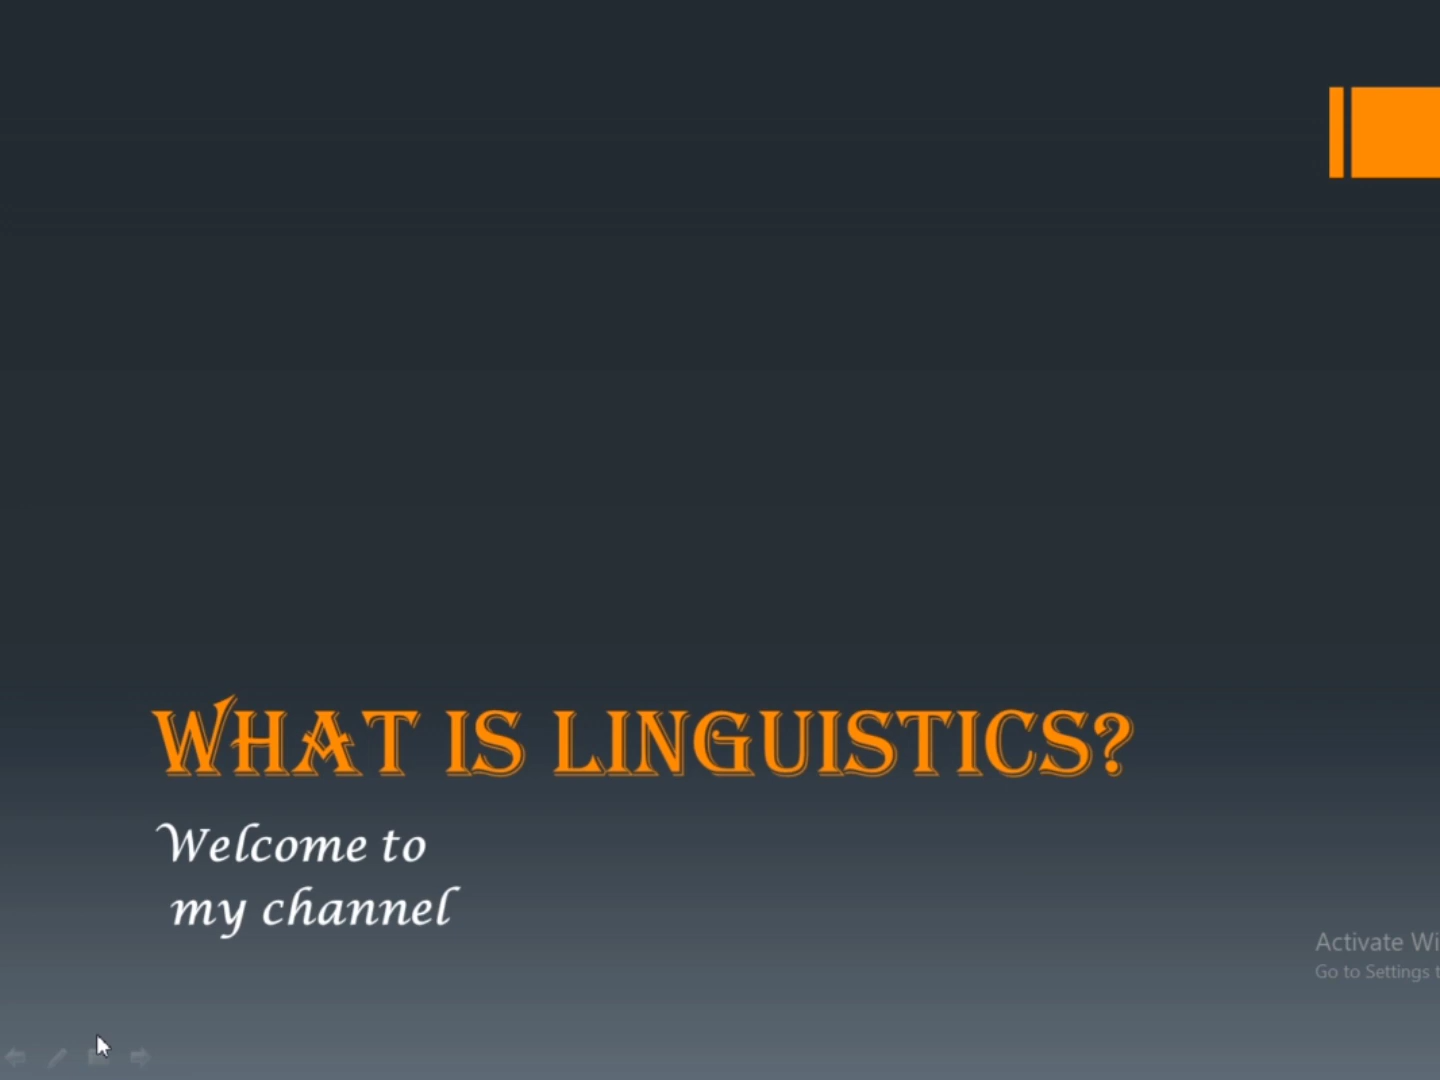 WHAT IS LINGUISTICS?
Welcome to
my channel
Activate Wi
Go to Settings t